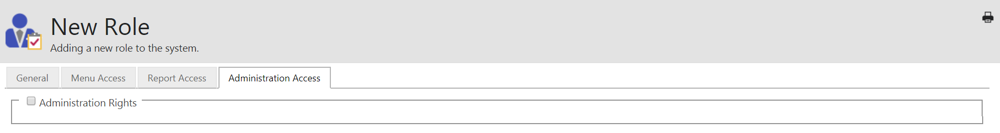 New Role
Adding a new role to the system.
General Menu Access Report Access Administration Access
Administration Rights